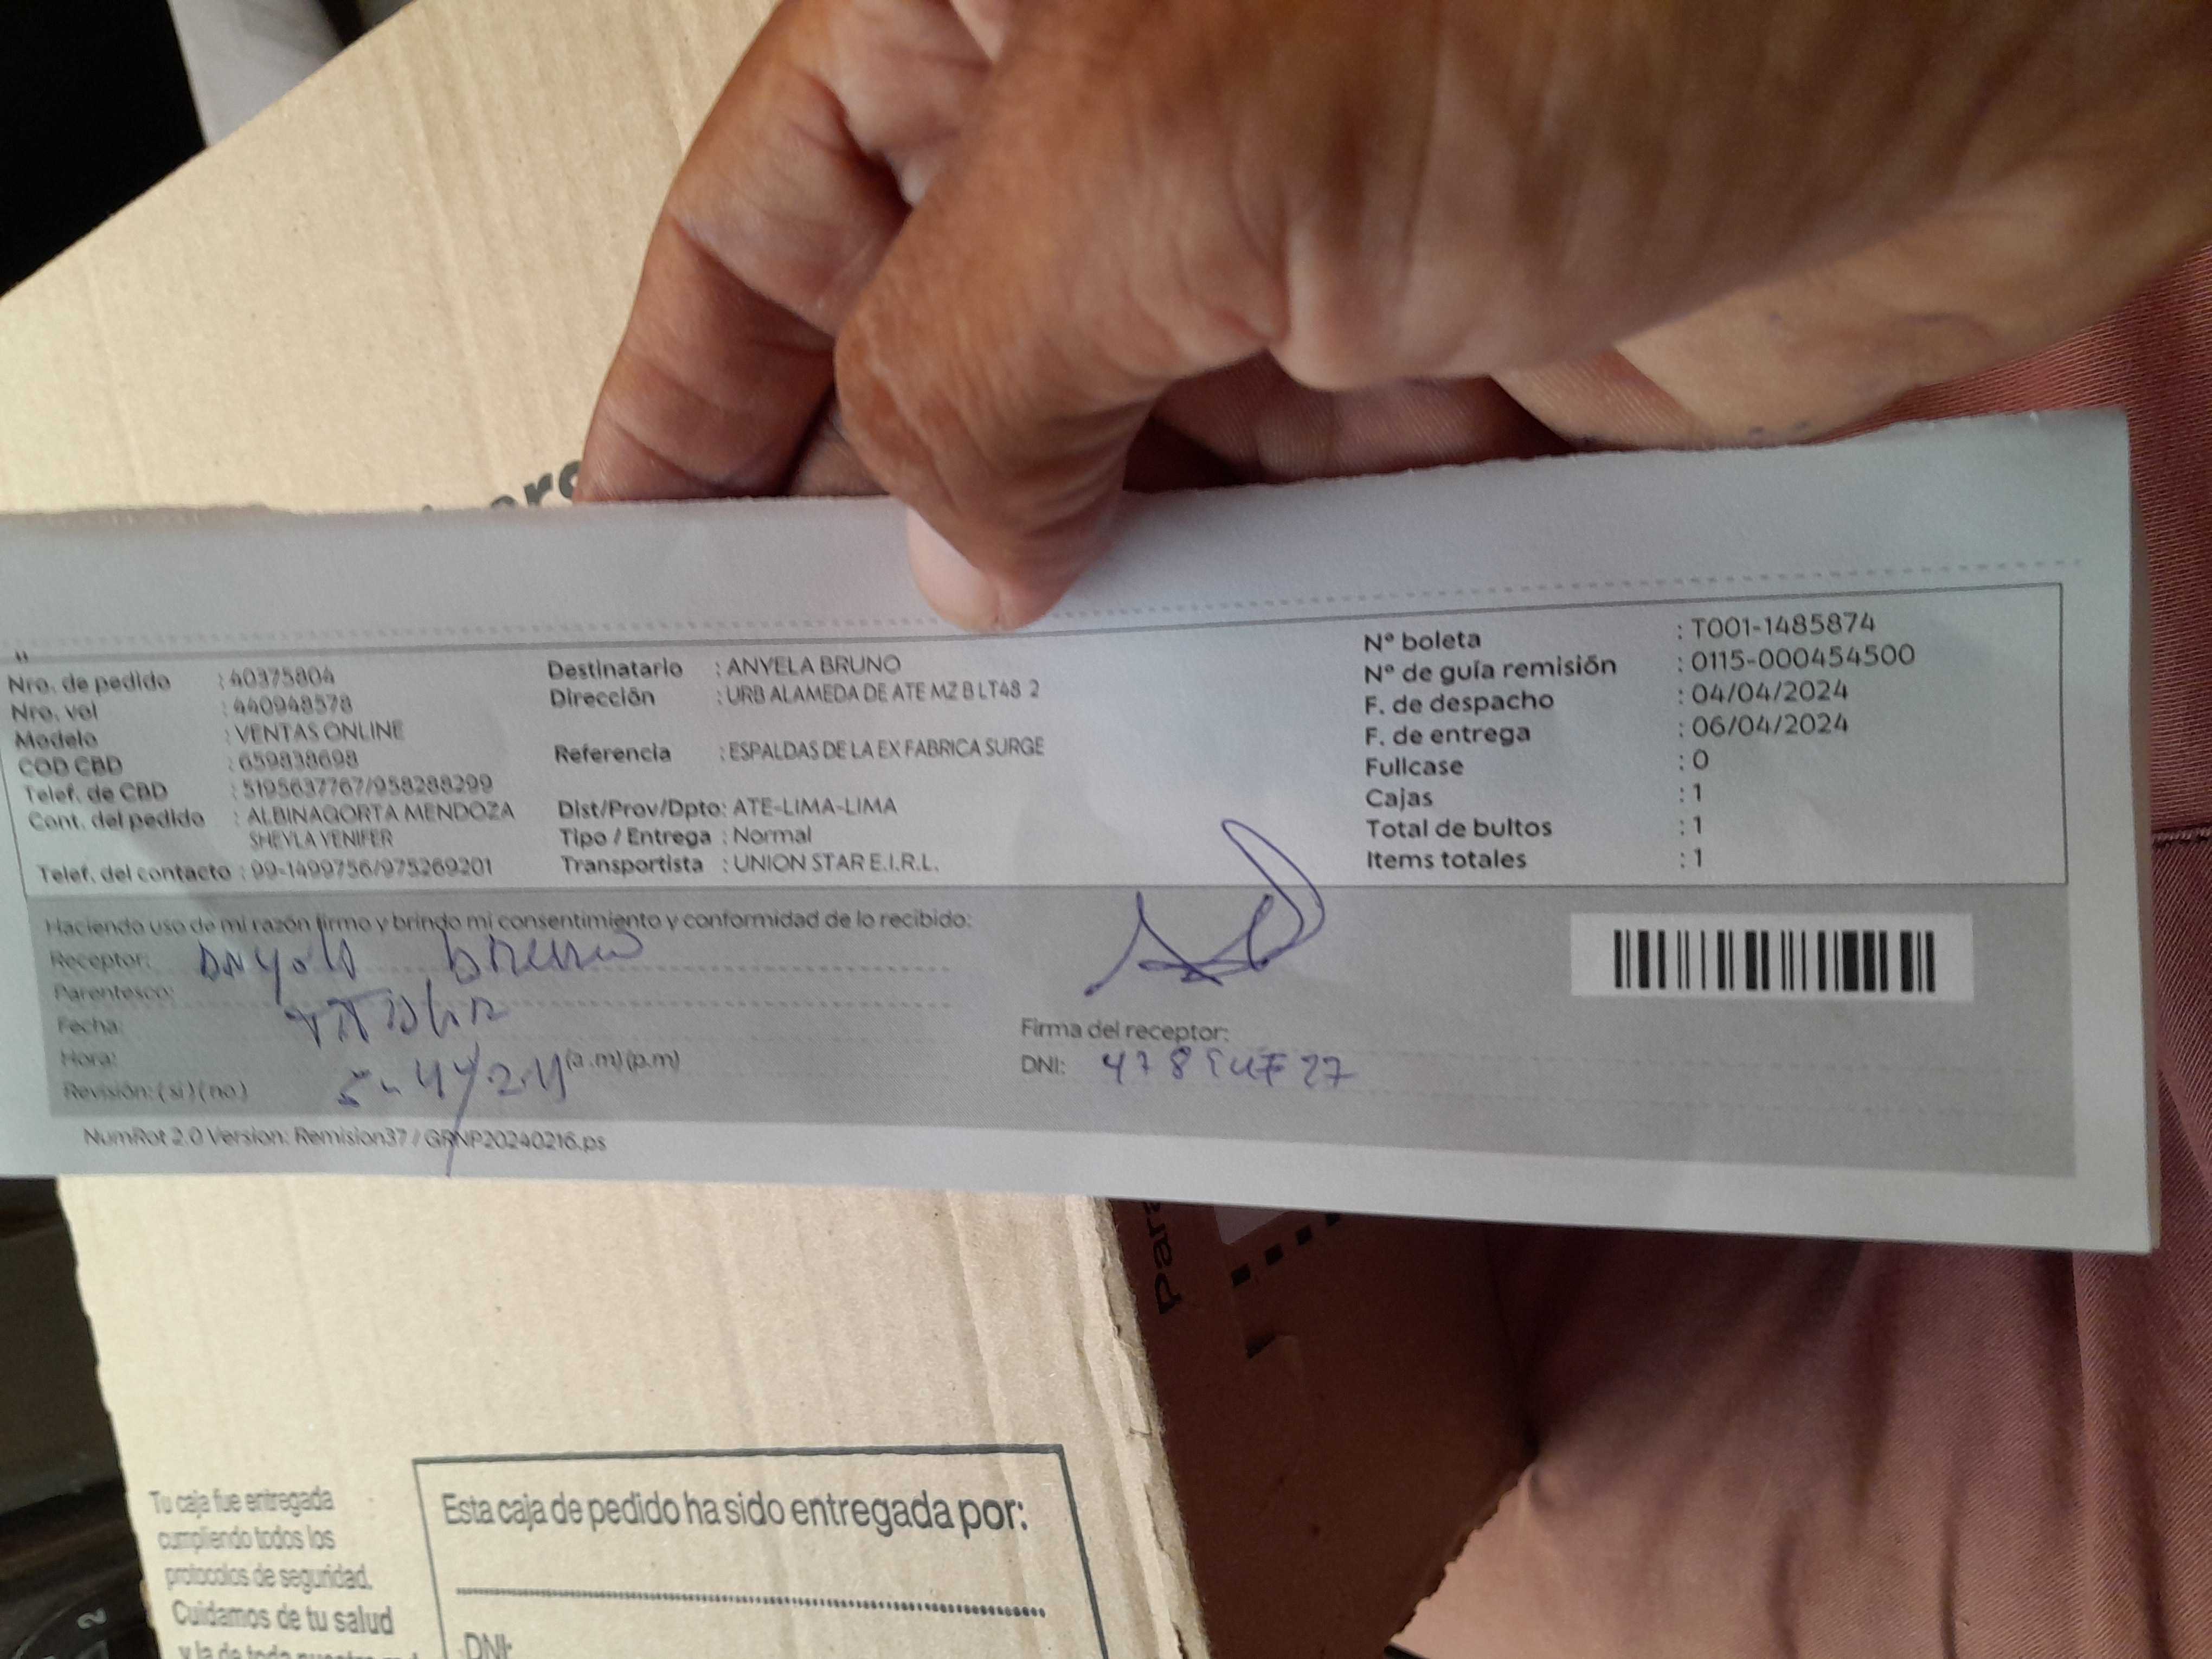 Nro. de pedido : 40375804
Nro. vol : 440948578
Modelo : VENTAS ONLINE
COD CBD : 659838698
Telef. de CBD : 5195637767/958288299
Cont. del pedido : ALBINAGORTA MENDOZA
SHEYLA YENIFER
Telef. del contacto : 99-1499756/975269201
Destinatario : ANYELA BRUNO
Dirección : URB ALAMEDA DE ATE MZ B LT48 2
Referencia : ESPALDAS DE LA EX FABRICA SURGE
Dist/Prov/Dpto: ATE-LIMA-LIMA
Tipo / Entrega : Normal
Transportista : UNION STAR E.I.R.L.
Nº boleta : T001-1485874
Nº de guía remisión : 0115-000454500
F. de despacho : 04/04/2024
F. de entrega : 06/04/2024
Fullcase : 0
Cajas : 1
Total de bultos : 1
Items totales : 1
Haciendo uso de mi razón firmo y brindo mi consentimiento y conformidad de lo recibido:
Receptor: bruno
Parentesco:
Fecha:
Hora: (a.m)(p.m)
Revisión: (si) (no)
Firma del receptor:
DNI:
NumRot 2.0 Version: Remision37 / GRNP20240216.ps
Para
Tu caja fue entregada
cumpliendo todos los
protocolos de seguridad.
Cuidamos de tu salud
Esta caja de pedido ha sido entregada por:
DNI:
2